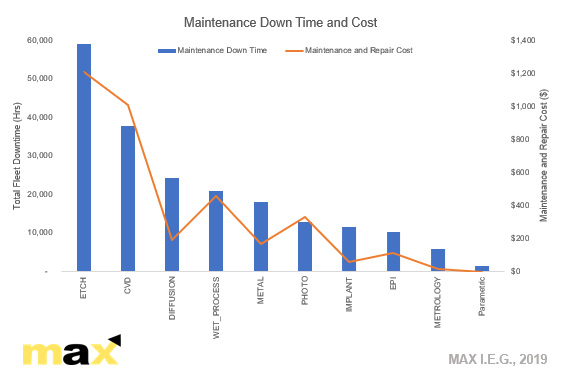 Maintenance Down Time and Cost
Maintenance Down Time
Maintenance and Repair Cost
Total Fleet Downtime (Hrs)
60,000
50,000
40,000
30,000
20,000
10,000
-
$1,400
$1,200
$1,000
$800
$600
$400
$200
$0
Maintenance and Repair Cost ($)
ETCH
CVD
DIFFUSION
WET_PROCESS
METAL
PHOTO
IMPLANT
EPI
METROLOGY
Parametric
max
MAX I.E.G., 2019